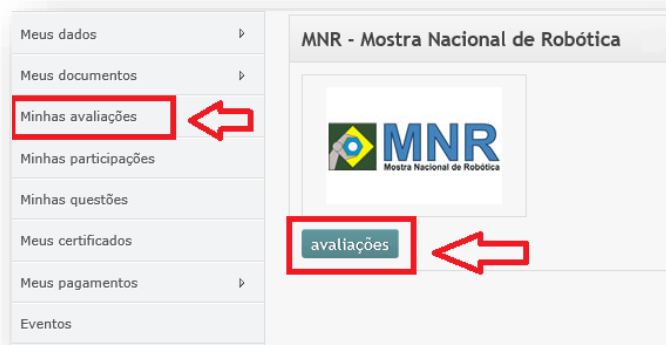 Meus dados
Meus documentos
Minhas avaliações
Minhas participações
Minhas questões
Meus certificados
Meus pagamentos
Eventos
MNR - Mostra Nacional de Robótica
MNR
Mostra Nacional de Robótica
avaliações